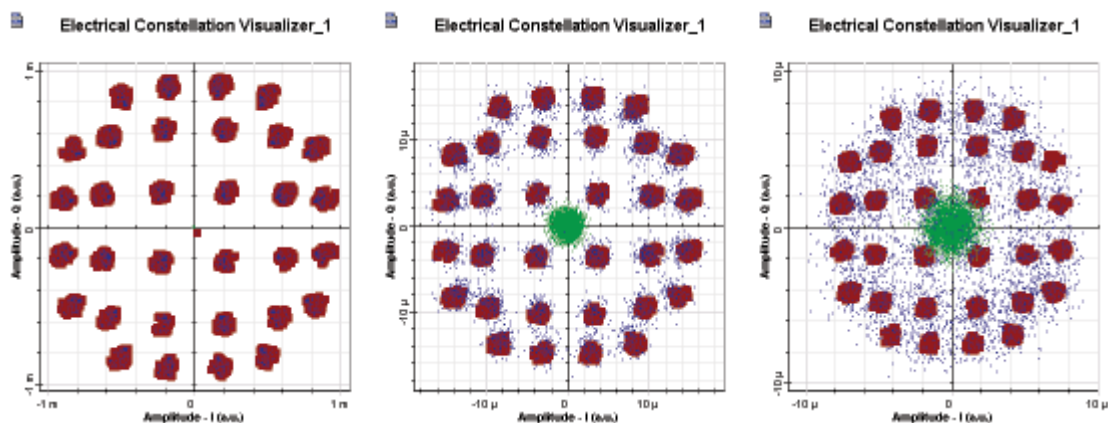 Electrical Constellation Visualizer_1
Amplitude - Q (a.u.)
1 m
0
-1 m
-1 m
0
1 m
Amplitude - I (a.u.)
Electrical Constellation Visualizer_1
Amplitude - Q (a.u.)
10 µ
0
-10 µ
-10 µ
0
10 µ
Amplitude - I (a.u.)
Electrical Constellation Visualizer_1
Amplitude - Q (a.u.)
10 µ
0
-10 µ
-10 µ
0
10 µ
Amplitude - I (a.u.)